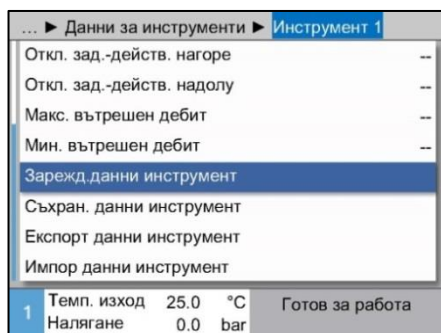 ... ► Данни за инструменти ► Инструмент 1
Откл. зад.-действ. нагоре --
Откл. зад.-действ. надолу --
Макс. вътрешен дебит --
Мин. вътрешен дебит --
Зарежд.данни инструмент
Съхран. данни инструмент
Експорт данни инструмент
Импор данни инструмент
1 Темп. изход 25.0 °C Готов за работа
Налягане 0.0 bar